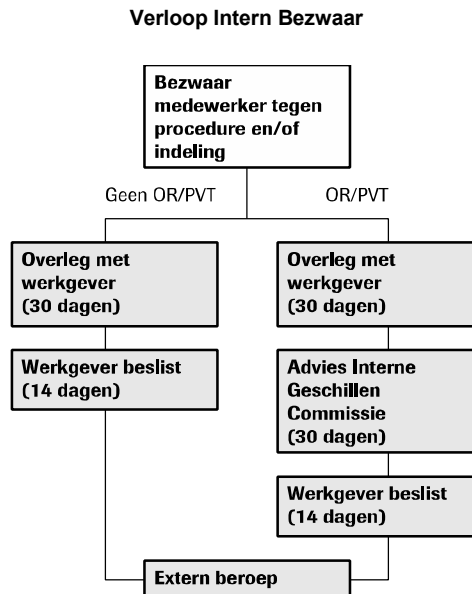 Verloop Intern Bezwaar
Bezwaar
medewerker tegen
procedure en/of
indeling
Geen OR/PVT
OR/PVT
Overleg met
werkgever
(30 dagen)
Werkgever beslist
(14 dagen)
Overleg met
werkgever
(30 dagen)
Advies Interne
Geschillen
Commissie
(30 dagen)
Werkgever beslist
(14 dagen)
Extern beroep